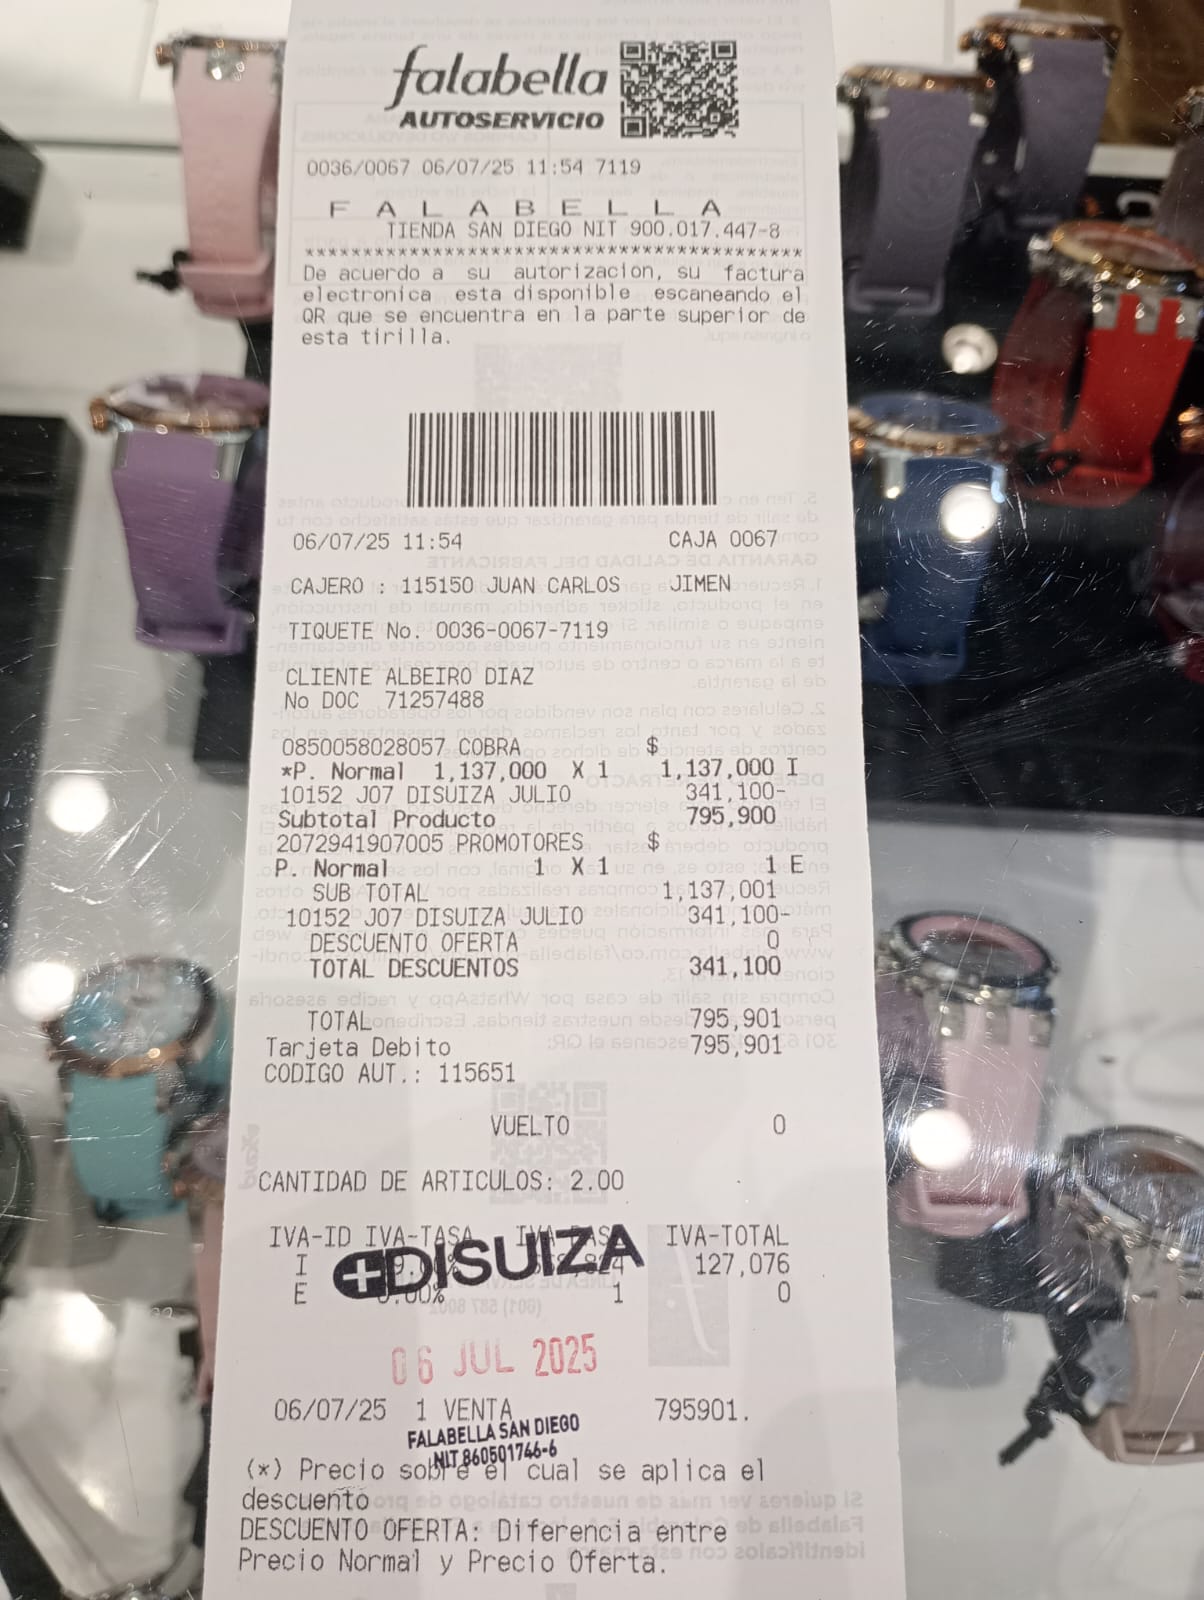 falabella
AUTOSERVICIO
0036/0067 06/07/25 11:54 7119
F A L A B E L L A
TIENDA SAN DIEGO NIT 900.017.447-8
******************************************
De acuerdo a su autorizacion, su factura
electronica esta disponible escaneando el
QR que se encuentra en la parte superior de
esta tirilla.
06/07/25 11:54 CAJA 0067
CAJERO : 115150 JUAN CARLOS JIMEN
TIQUETE No. 0036-0067-7119
CLIENTE ALBEIRO DIAZ
No DOC 71257488
0850058028057 COBRA $
*P. Normal 1,137,000 X 1 1,137,000 I
10152 J07 DISUIZA JULIO 341,100-
Subtotal Producto 795,900
2072941907005 PROMOTORES $
P. Normal 1 X 1 1 E
SUB TOTAL 1,137,001
10152 J07 DISUIZA JULIO 341,100-
DESCUENTO OFERTA 0
TOTAL DESCUENTOS 341,100
TOTAL 795,901
Tarjeta Debito 795,901
CODIGO AUT.: 115651
VUELTO 0
CANTIDAD DE ARTICULOS: 2.00
IVA-ID IVA-TASA IVA-BASE IVA-TOTAL
I 127,076
DISUIZA
E 0.00% 1 0
06 JUL 2025
06/07/25 1 VENTA 795901.
FALABELLA SAN DIEGO
NIT 860501746-6
(*) Precio sobre el cual se aplica el
descuento
DESCUENTO OFERTA: Diferencia entre
Precio Normal y Precio Oferta.